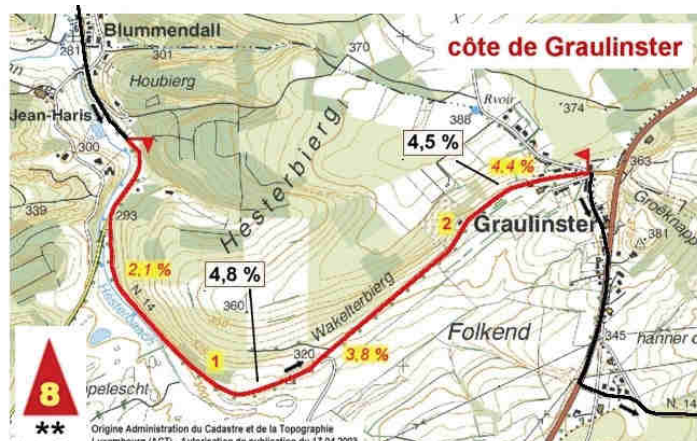 Blummendall
281
301
370
côte de Graulinster
Houbierg
Rvoir
374
Jean-Haris
388
300
4,5 %
363
4.4 %
Hésterbierg
339
293
2
Graulinster
381
2.1 %
4,8 %
N. 14
360
Wakelterbierg
1
320
3,8 %
Folkend
345
8
**
N. 14
Origine Administration du Cadastre et de la Topographie